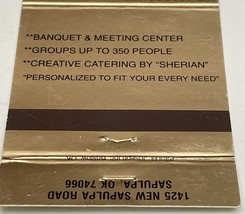 **BANQUET & MEETING CENTER
**GROUPS UP TO 350 PEOPLE
**CREATIVE CATERING BY "SHERIAN"
"PERSONALIZED TO FIT YOUR EVERY NEED"
1425 NEW SAPULPA ROAD
SAPULPA, OK 74066